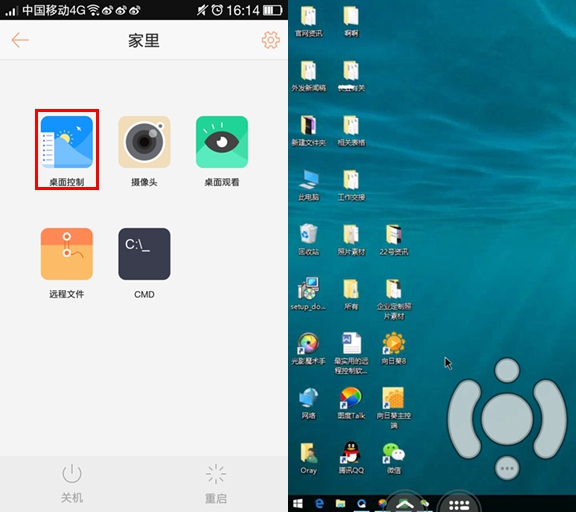 中国移动4G
16:14
家里
桌面控制
摄像头
桌面观看
C:\_
远程文件
CMD
关机
重启
官网资讯
啊啊
外发新闻稿
新建文件夹
相关表格
此电脑
工作交接
回收站
照片素材
22号资讯
setup_do...
所有
企业定制照
片素材
光影魔术手
最实用的远
程控制软...
向日葵8
网络
图度Talk
向日葵主控
端
Oray
腾讯QQ
微信